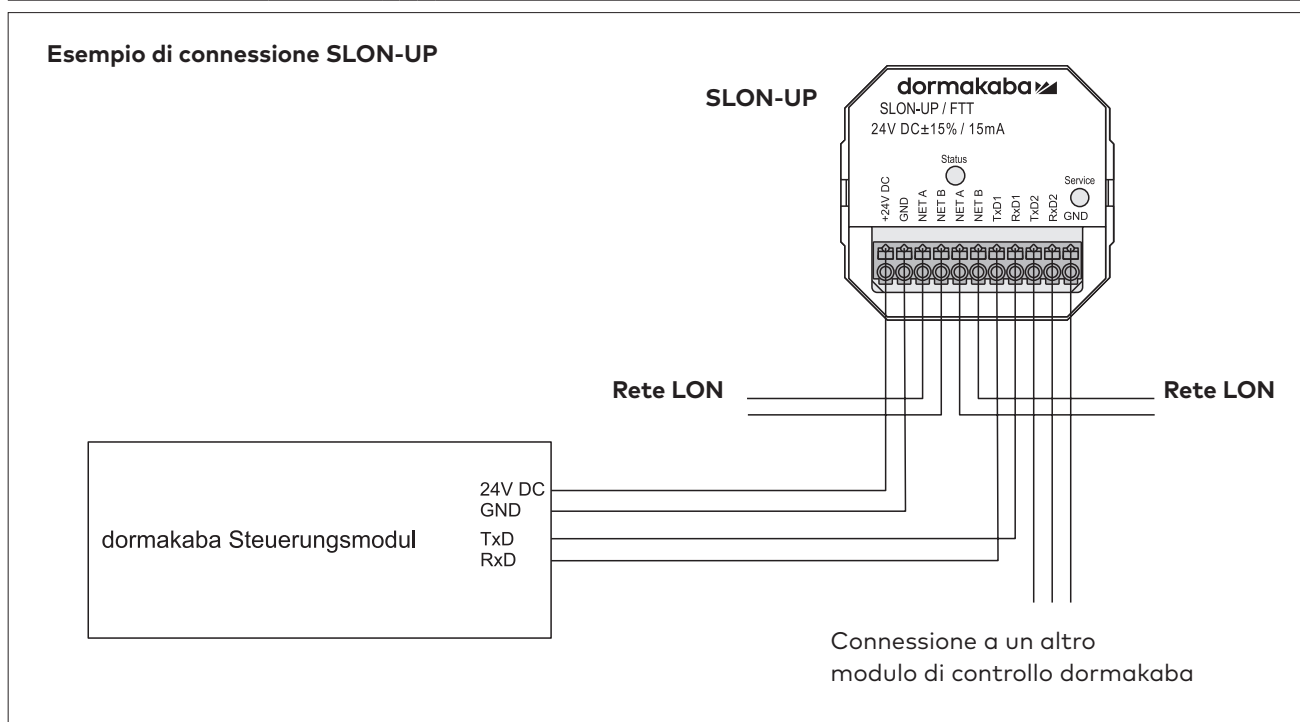 Esempio di connessione SLON-UP
SLON-UP
dormakaba
SLON-UP / FTT
24V DC±15% / 15mA
Status
Service
+24V DC
GND
NET A
NET B
NET A
NET B
TxD1
RxD1
TxD2
RxD2
GND
Rete LON
Rete LON
dormakaba Steuerungsmodul
24V DC
GND
TxD
RxD
Connessione a un altro
modulo di controllo dormakaba